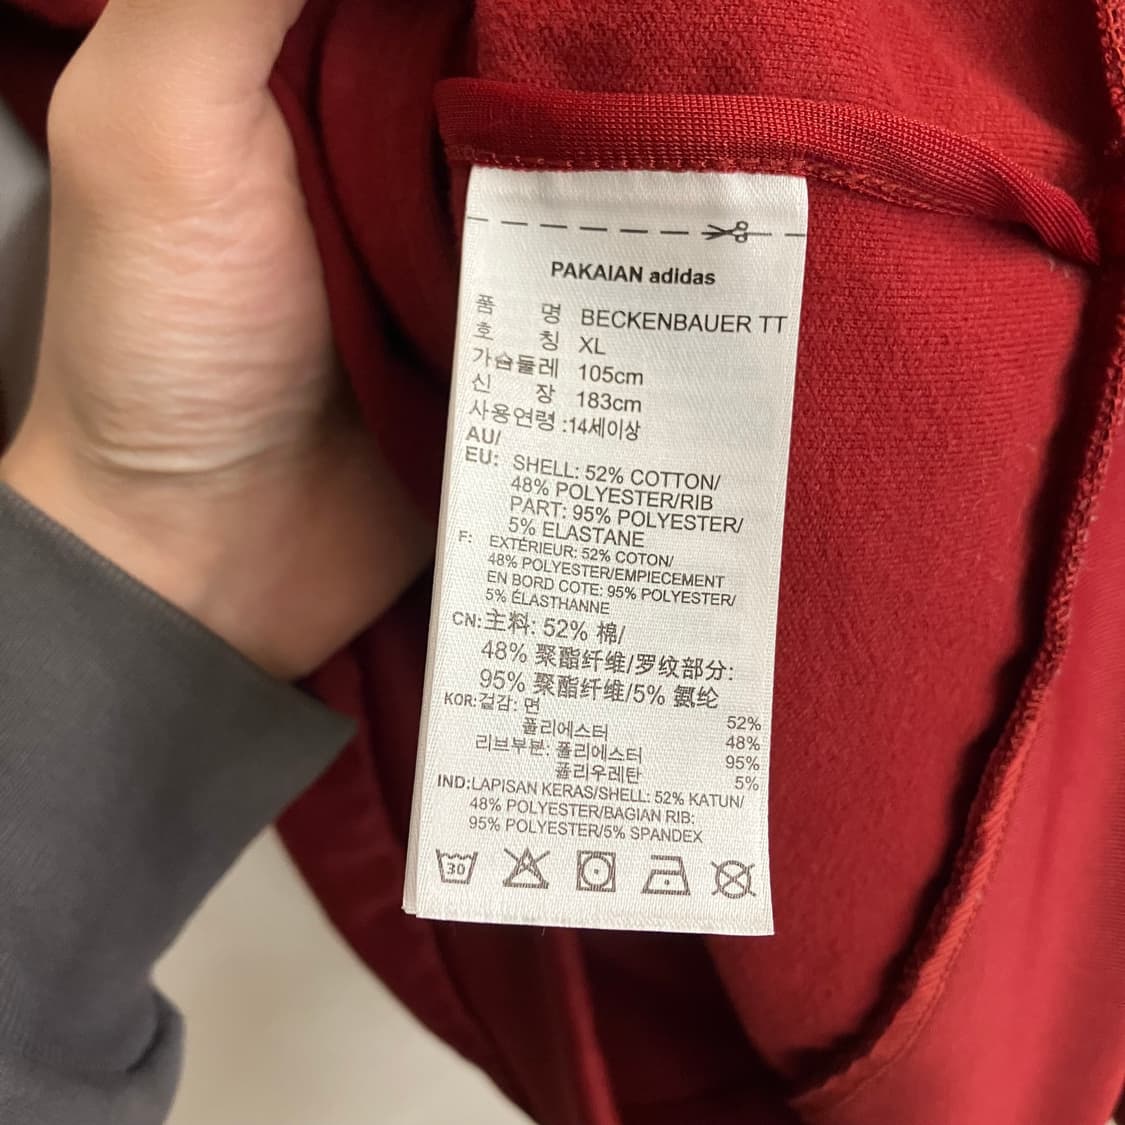 PAKAIAN adidas
품 명 BECKENBAUER TT
호 칭 XL
가슴둘레 105cm
신 장 183cm
사용연령 :14세이상
AU/
EU: SHELL: 52% COTTON/
48% POLYESTER/RIB
PART: 95% POLYESTER/
5% ELASTANE
F: EXTÉRIEUR: 52% COTON/
48% POLYESTER/EMPIECEMENT
EN BORD COTE: 95% POLYESTER/
5% ÉLASTHANNE
CN:主料: 52% 棉/
48% 聚酯纤维/罗纹部分:
95% 聚酯纤维/5% 氨纶
KOR:겉감: 면 52%
폴리에스터 48%
리브부분: 폴리에스터 95%
폴리우레탄 5%
IND:LAPISAN KERAS/SHELL: 52% KATUN/
48% POLYESTER/BAGIAN RIB:
95% POLYESTER/5% SPANDEX
30